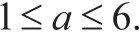 1 ≤ a ≤ 6.